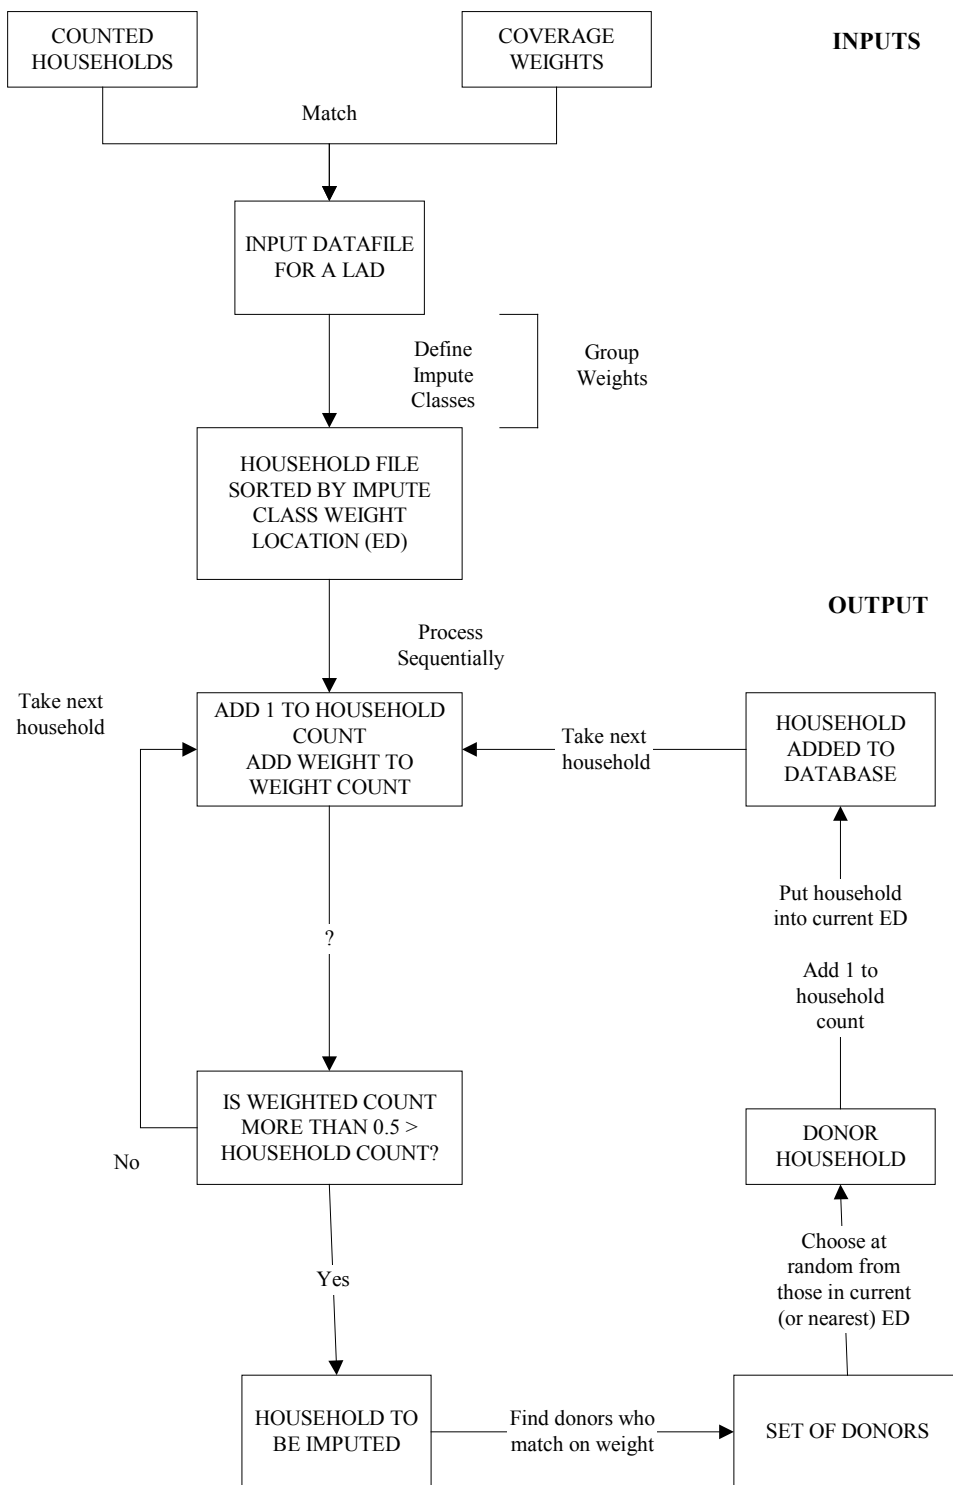 COUNTED
HOUSEHOLDS
COVERAGE
WEIGHTS
INPUTS
Match
INPUT DATAFILE
FOR A LAD
Define
Impute
Classes
Group
Weights
HOUSEHOLD FILE
SORTED BY IMPUTE
CLASS WEIGHT
LOCATION (ED)
OUTPUT
Process
Sequentially
Take next
household
ADD 1 TO HOUSEHOLD
COUNT
ADD WEIGHT TO
WEIGHT COUNT
Take next
household
HOUSEHOLD
ADDED TO
DATABASE
Put household
into current ED
?
Add 1 to
household
count
IS WEIGHTED COUNT
MORE THAN 0.5 >
HOUSEHOLD COUNT?
No
DONOR
HOUSEHOLD
Yes
Choose at
random from
those in current
(or nearest) ED
HOUSEHOLD TO
BE IMPUTED
Find donors who
match on weight
SET OF DONORS